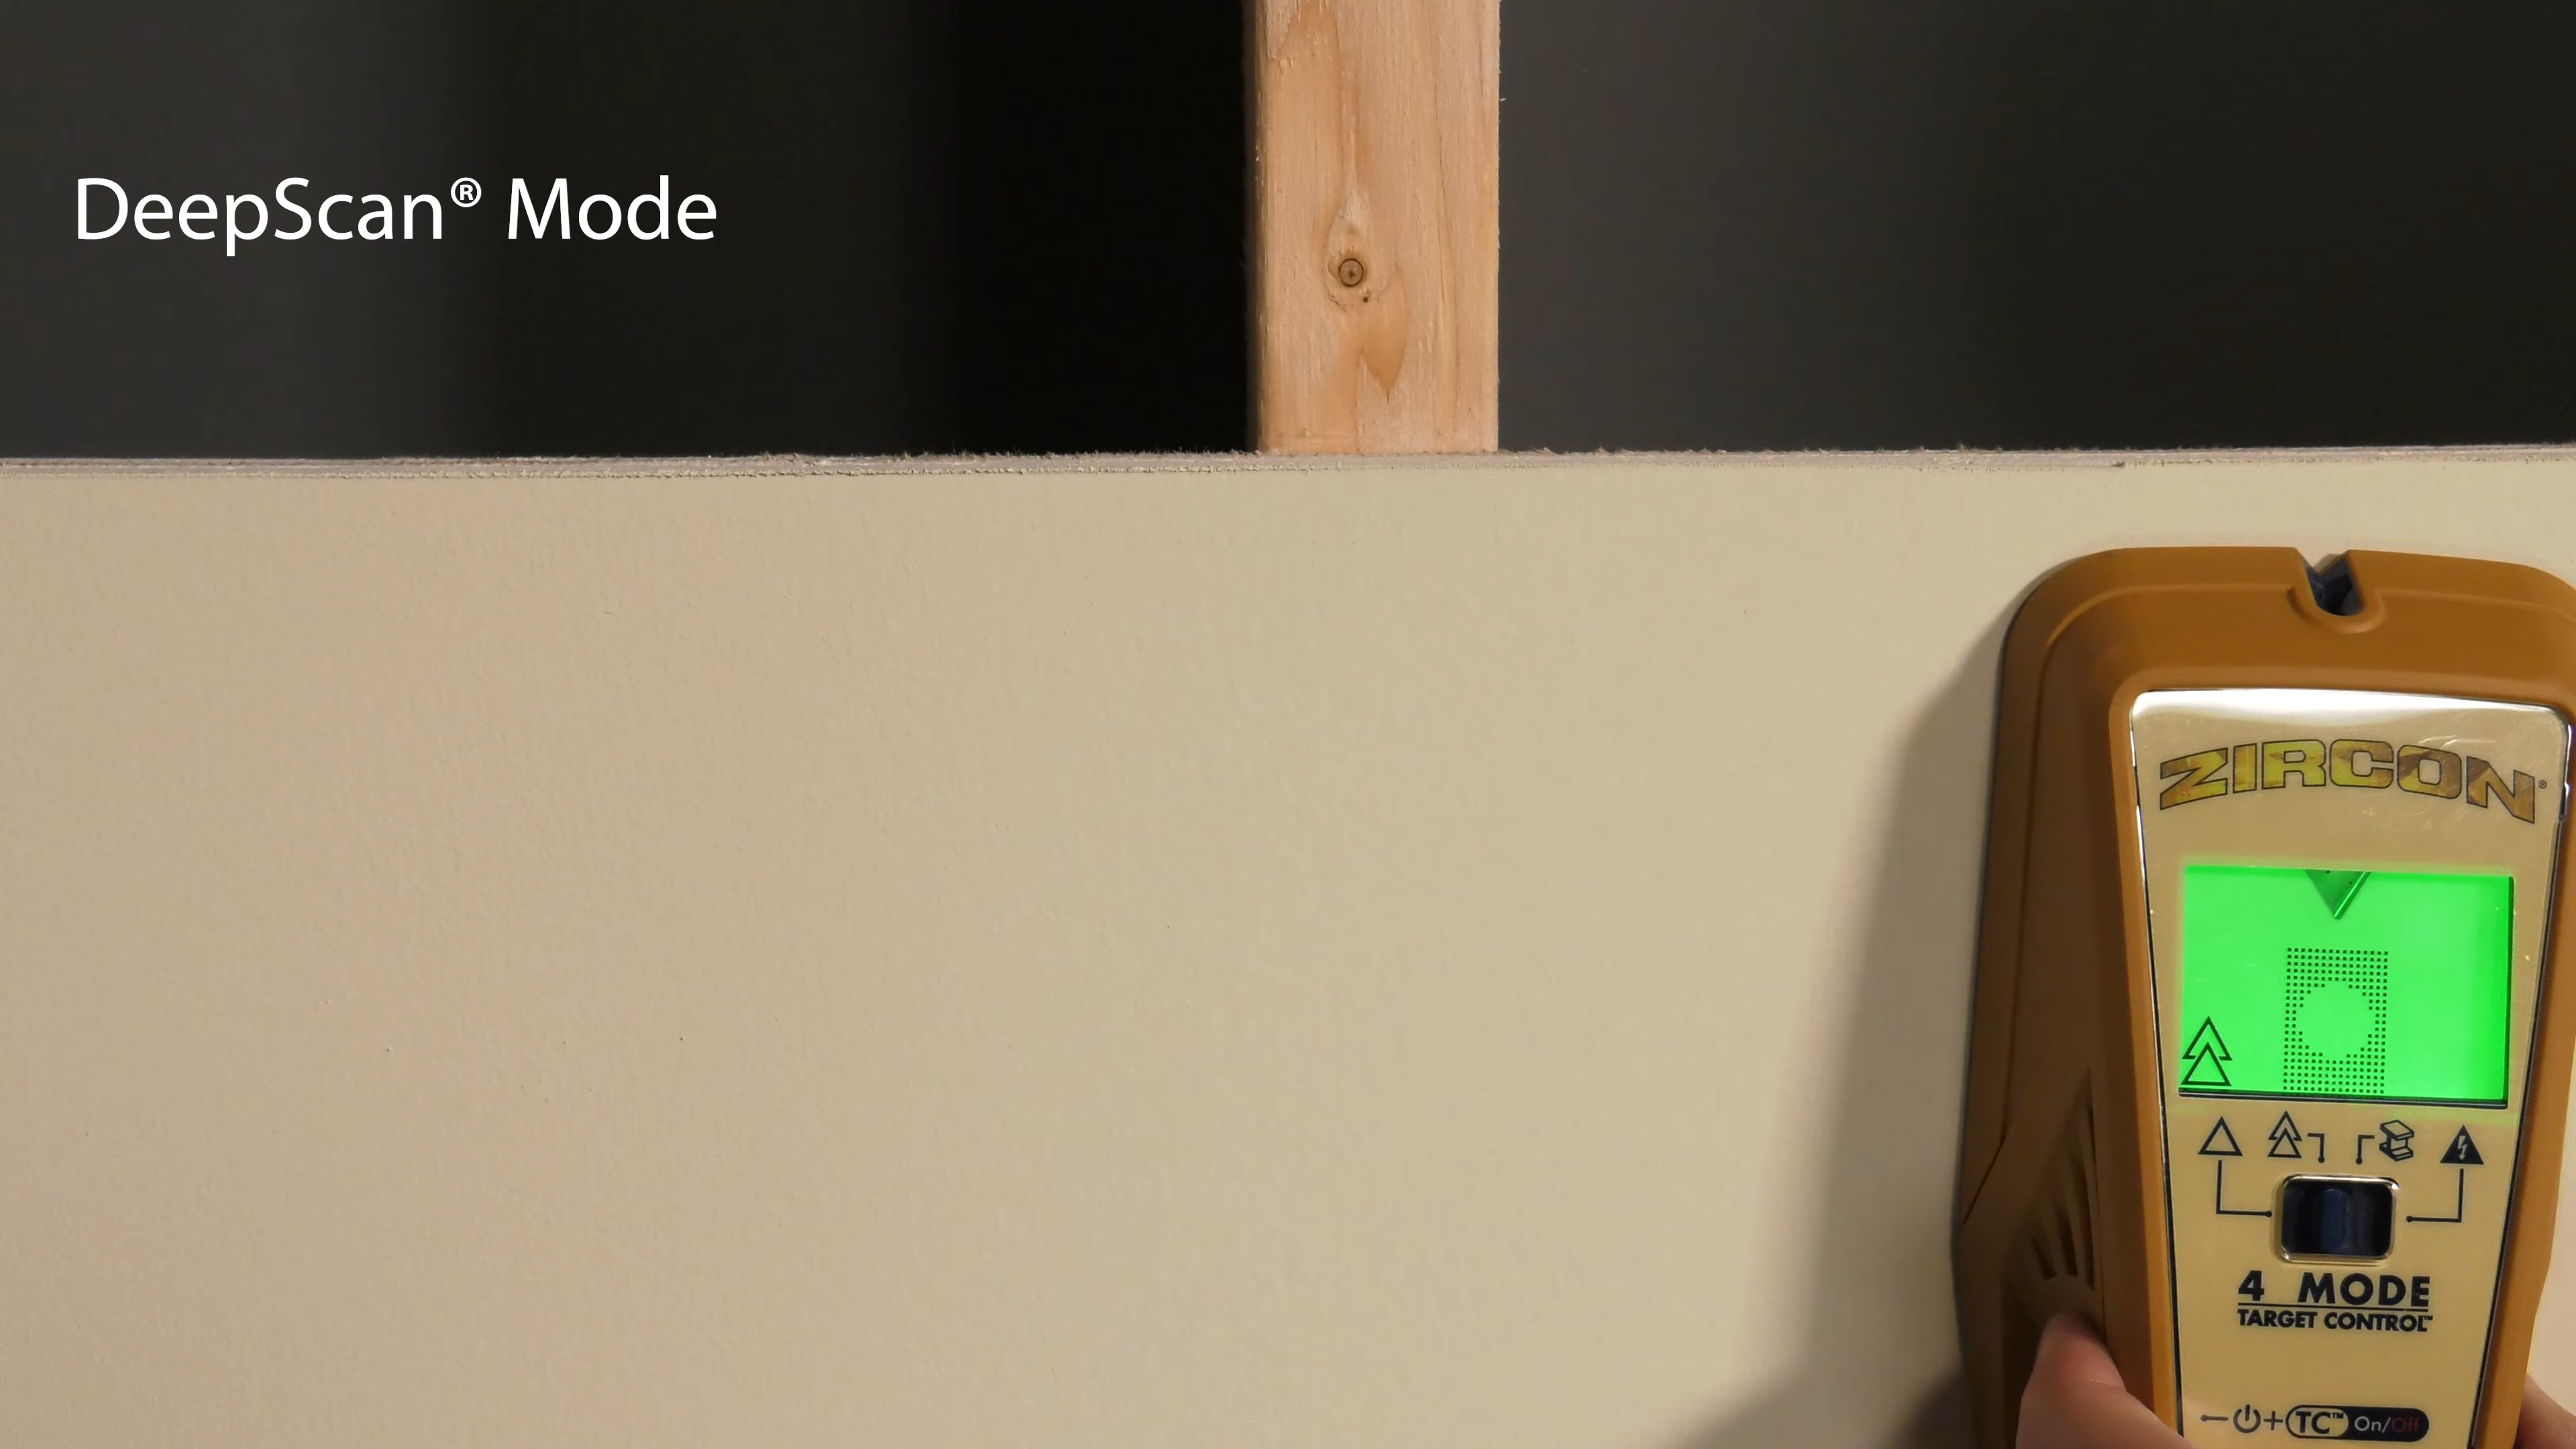 DeepScan® Mode
ZIRCON®
4 MODE
TARGET CONTROL™
TC™ On/Off